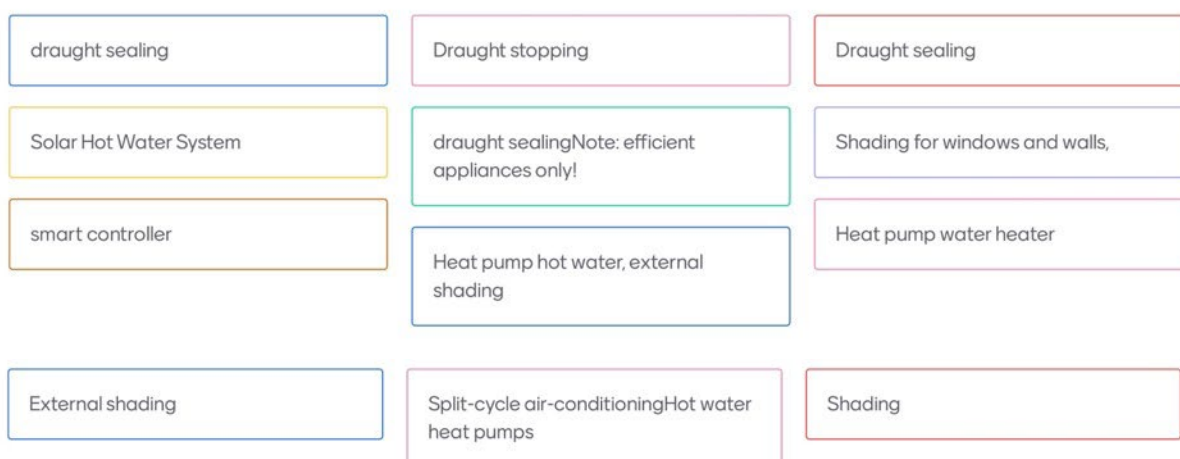 draught sealing
Draught stopping
Draught sealing
Solar Hot Water System
draught sealingNote: efficient
appliances only!
Shading for windows and walls,
smart controller
Heat pump hot water, external
shading
Heat pump water heater
External shading
Split-cycle air-conditioningHot water
heat pumps
Shading